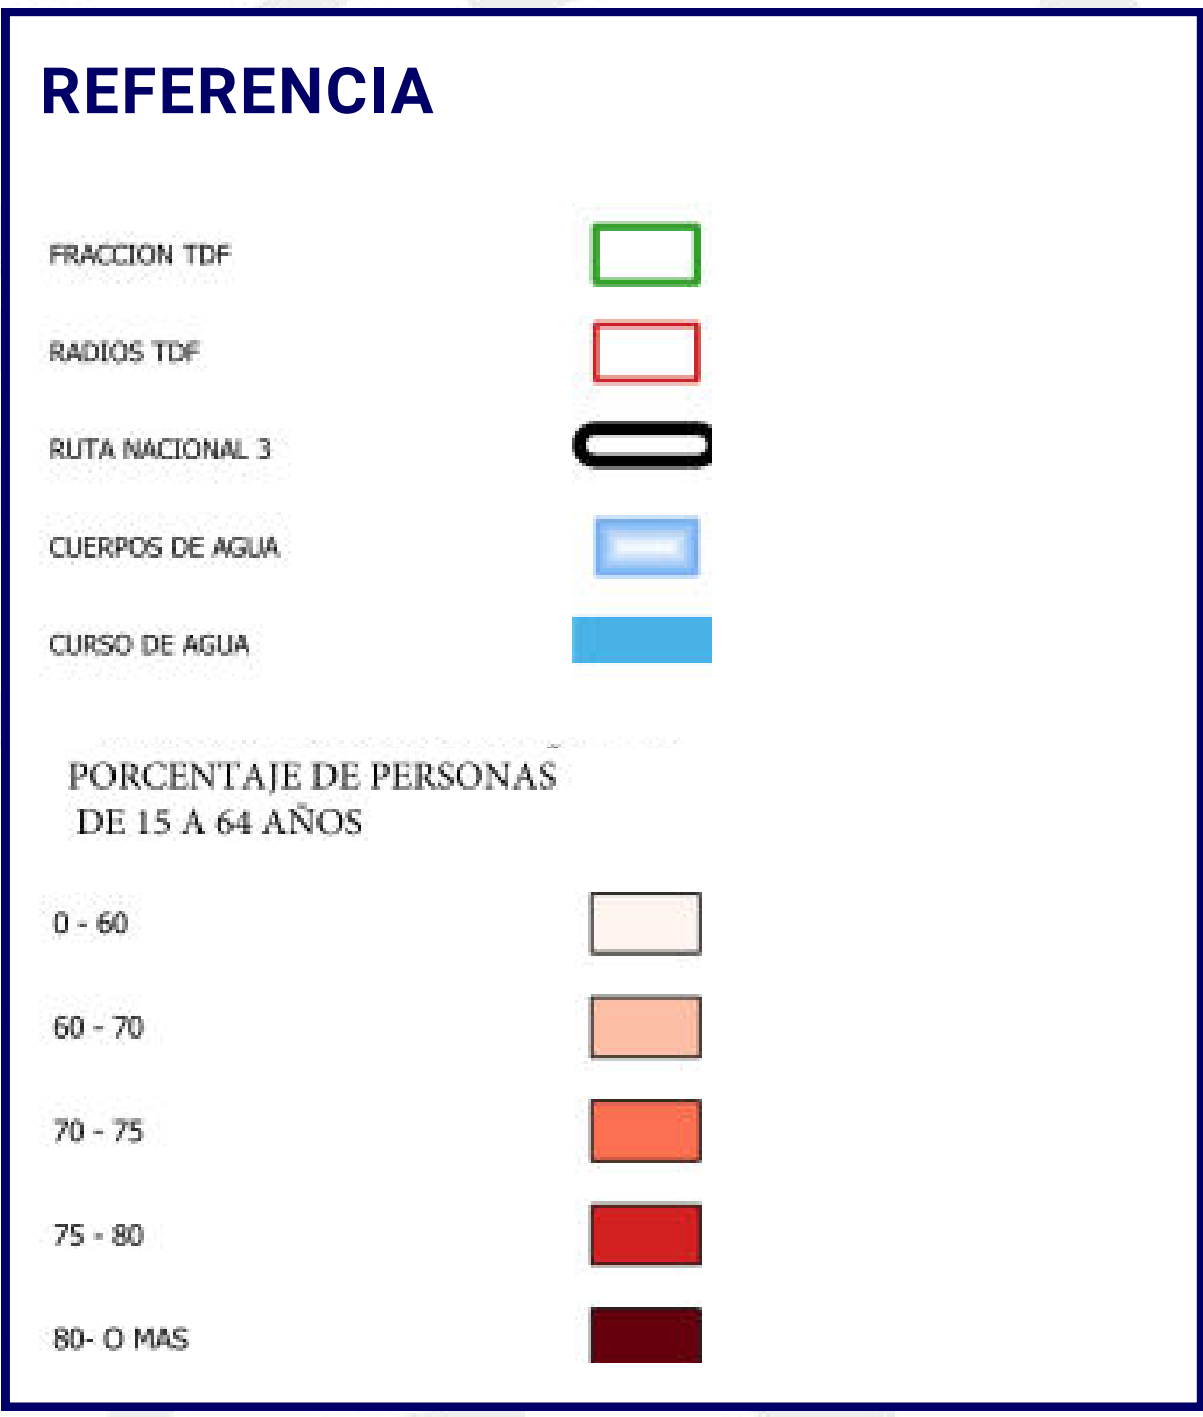 REFERENCIA
FRACCION TDF
RADIOS TDF
RUTA NACIONAL 3
CUERPOS DE AGUA
CURSO DE AGUA
PORCENTAJE DE PERSONAS
DE 15 A 64 AÑOS
0 - 60
60 - 70
70 - 75
75 - 80
80- O MAS